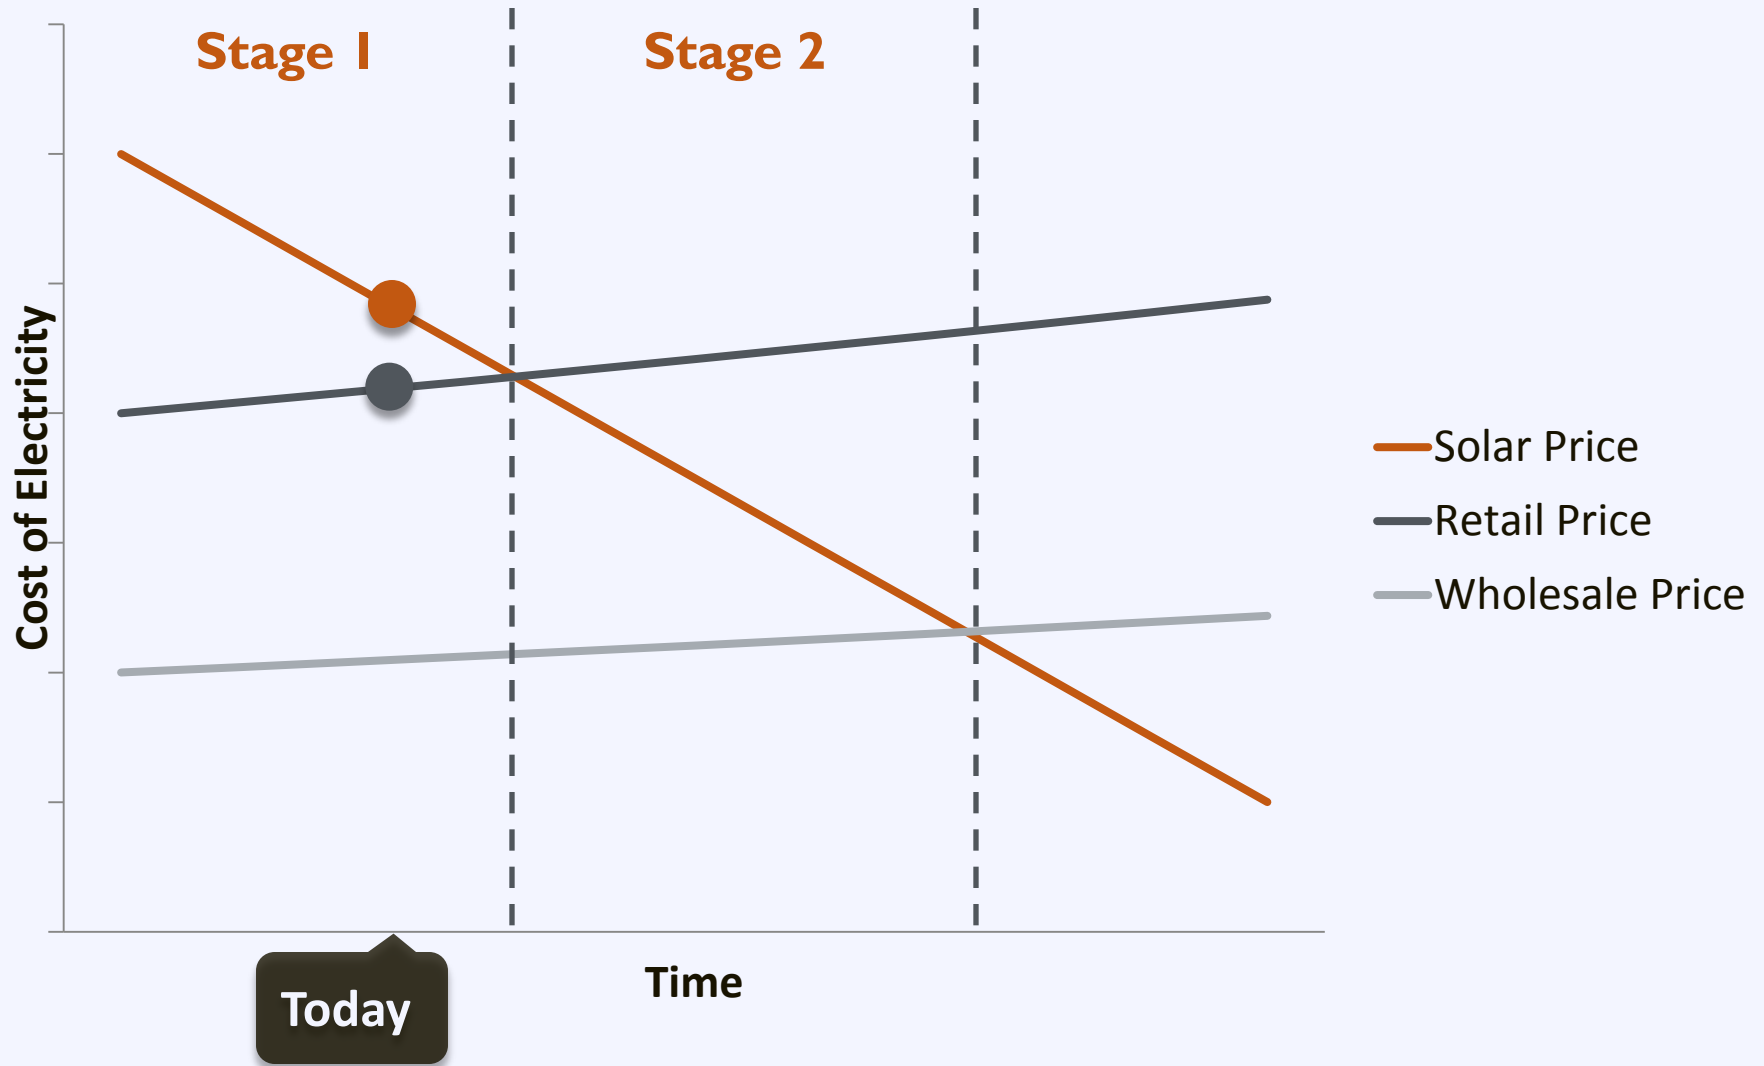 Stage 1
Stage 2
Cost of Electricity
Solar Price
Retail Price
Wholesale Price
Time
Today